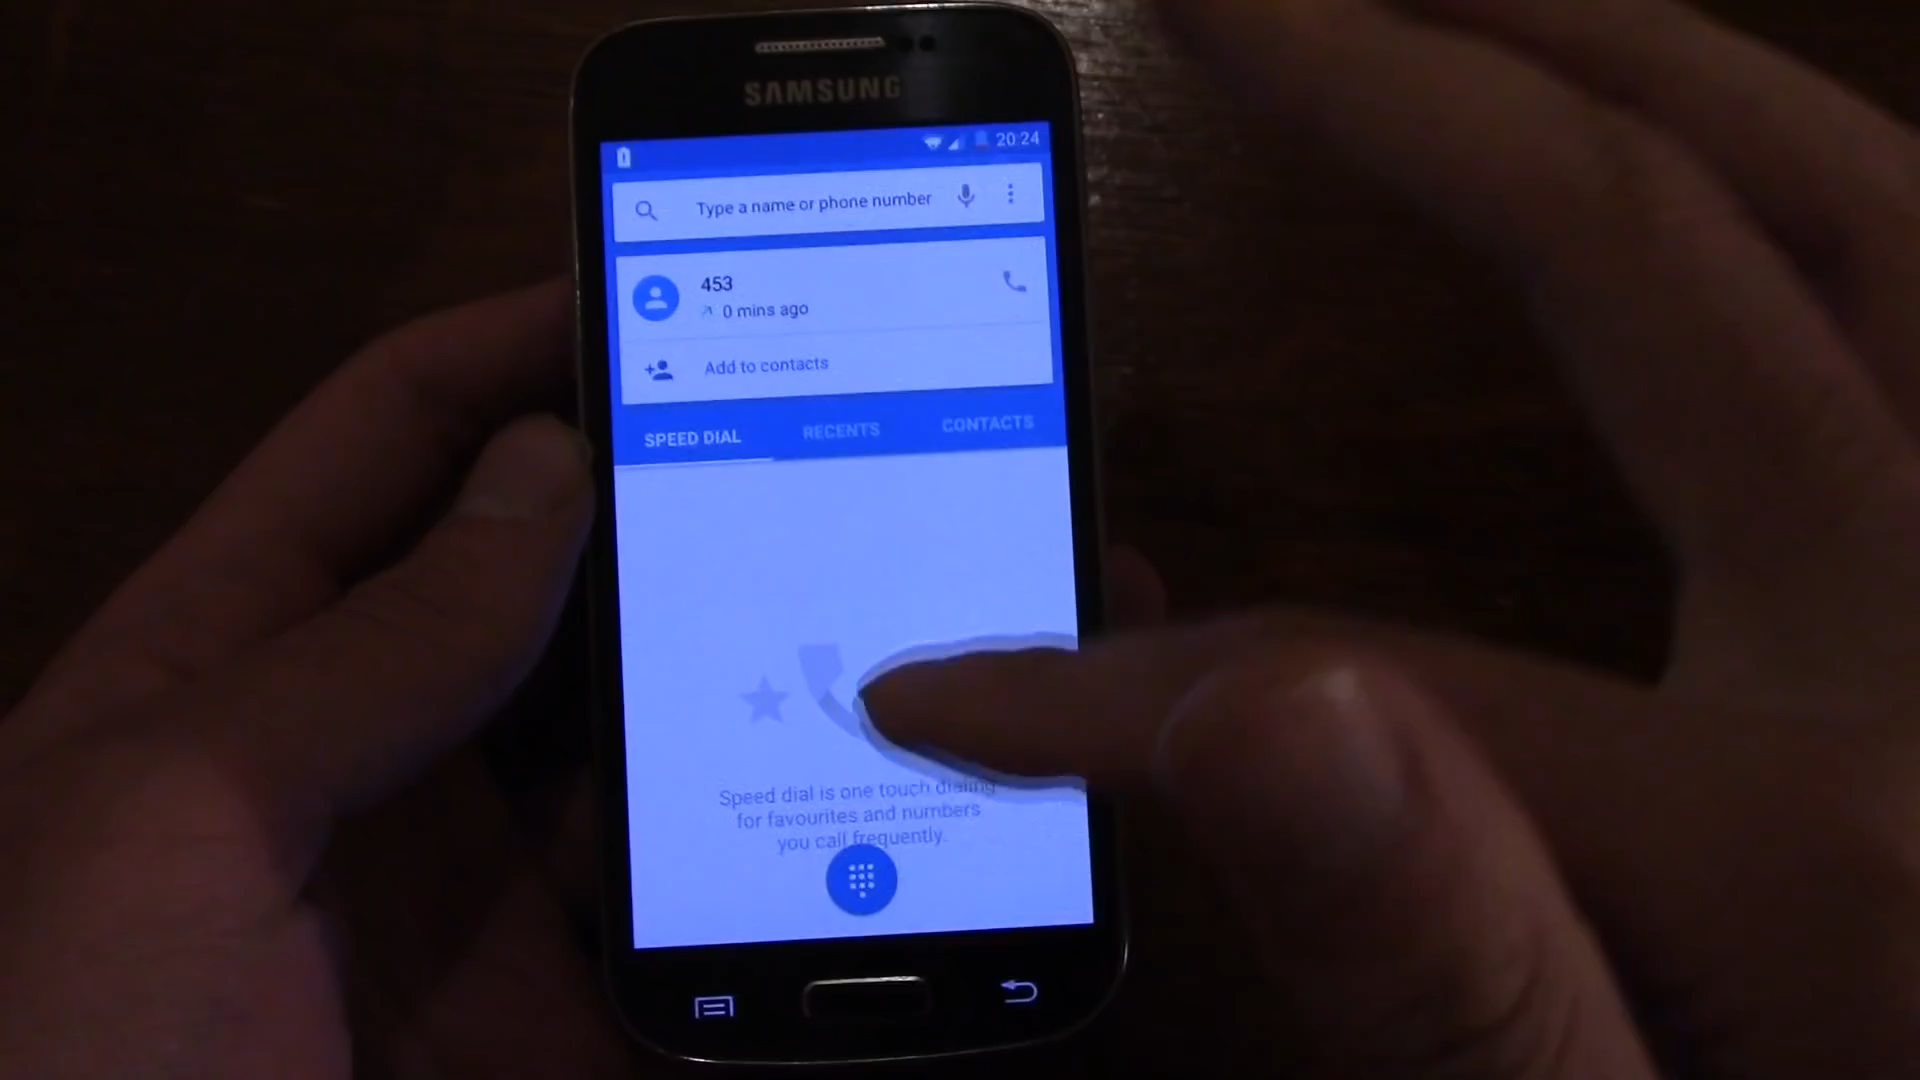 SAMSUNG
20:24
Type a name or phone number
453
0 mins ago
Add to contacts
SPEED DIAL
RECENTS
CONTACTS
Speed dial is one touch dialing
for favourites and numbers
you call frequently.